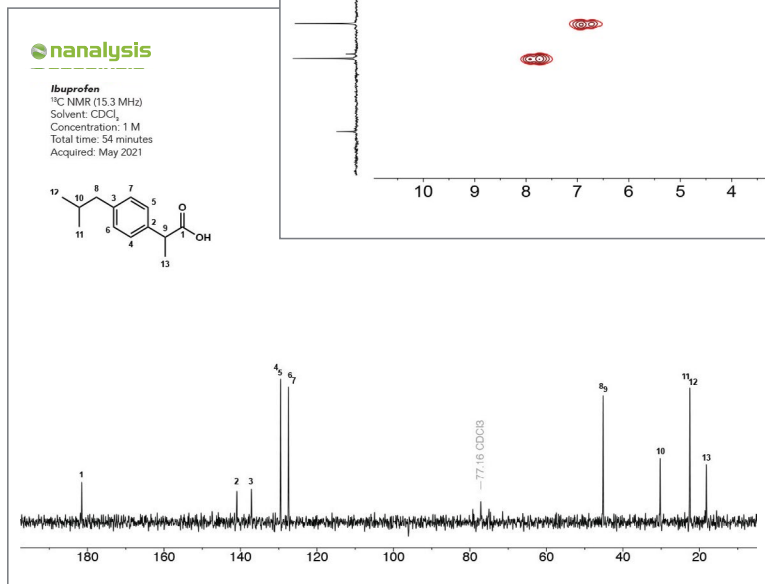 nanalysis
Ibuprofen
¹³C NMR (15.3 MHz)
Solvent: CDCl₃
Concentration: 1 M
Total time: 54 minutes
Acquired: May 2021
10 9 8 7 6 5 4
12 10 8 3 7 5 O
11 6 4 2 9 1 OH
13
1 2 3 4 5 6 7 —77.16 CDCl3 8 9 10 11 12 13
180 160 140 120 100 80 60 40 20